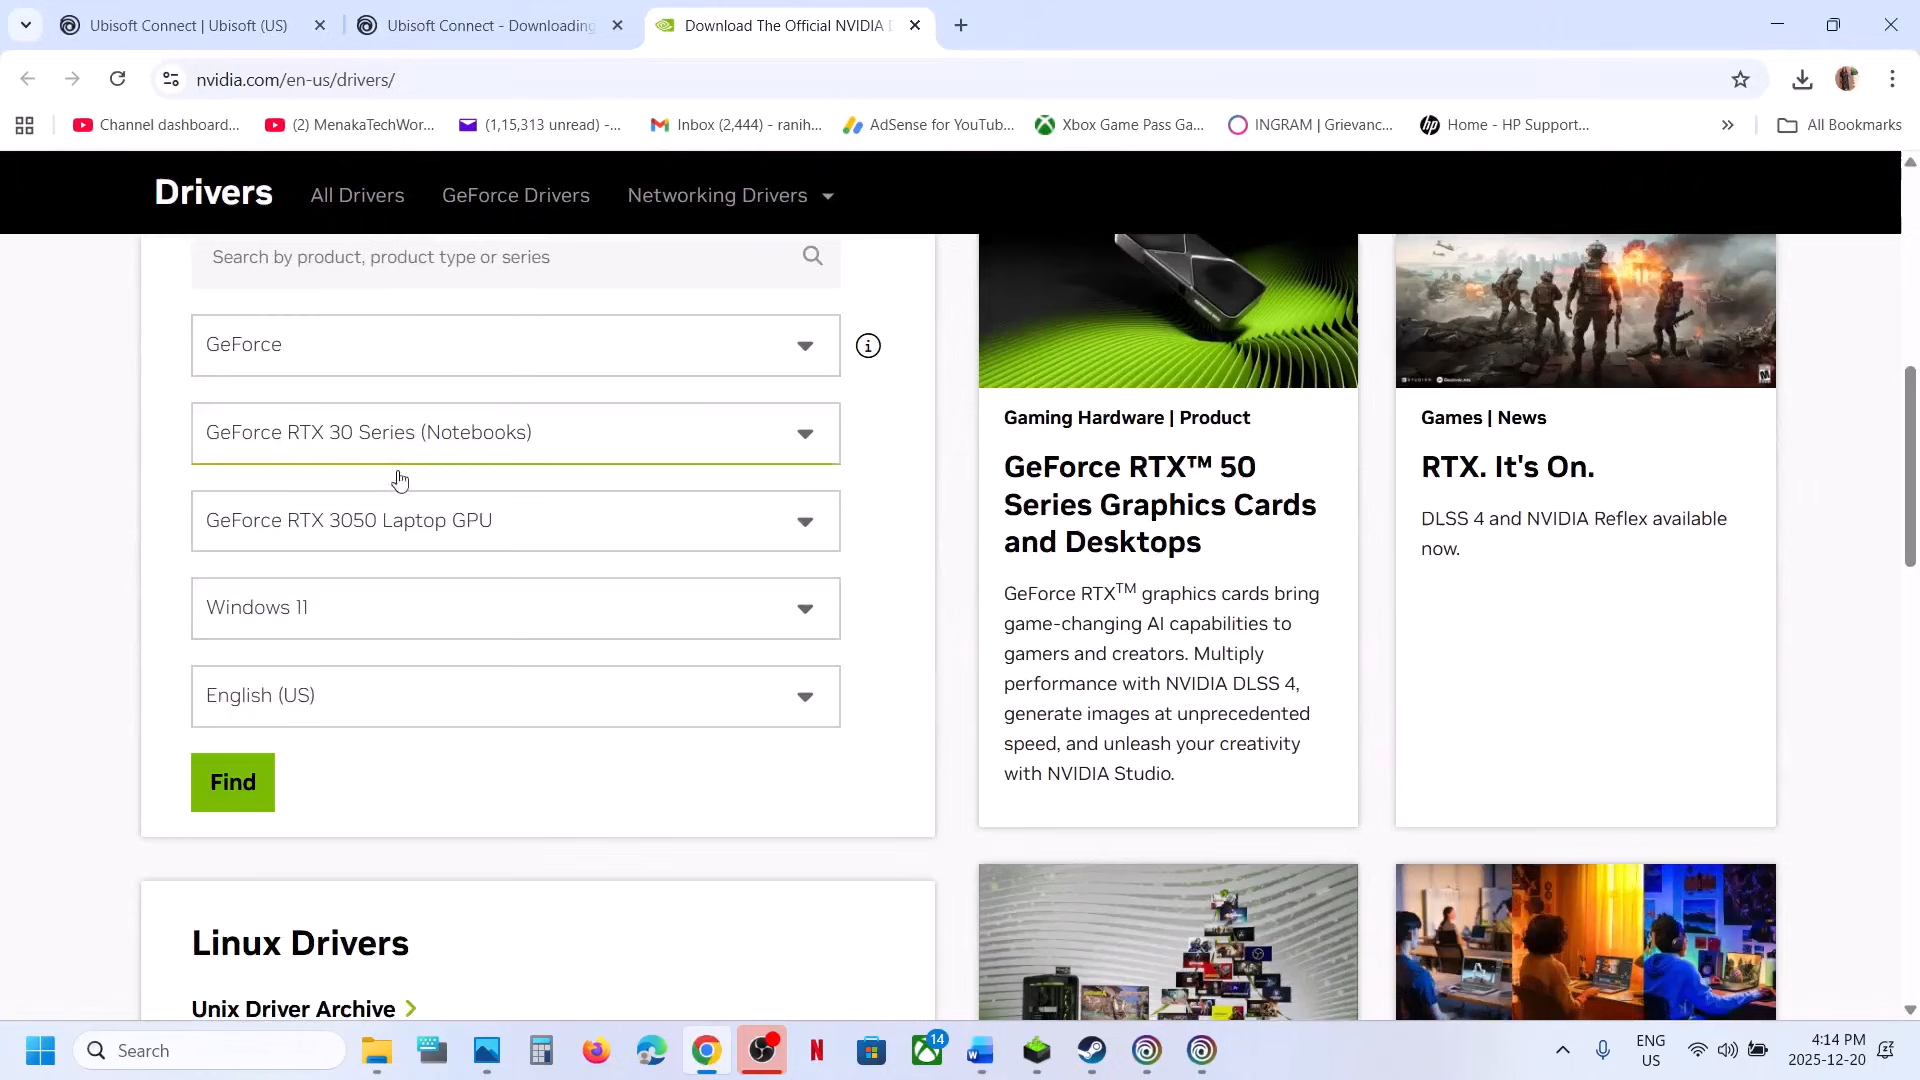 Ubisoft Connect | Ubisoft (US)
Ubisoft Connect - Downloading
Download The Official NVIDIA
nvidia.com/en-us/drivers/
Channel dashboard...
(2) MenakaTechWor...
(1,15,313 unread) -...
Inbox (2,444) - ranih...
AdSense for YouTub...
Xbox Game Pass Ga...
INGRAM | Grievanc...
Home - HP Support...
All Bookmarks
Drivers
All Drivers
GeForce Drivers
Networking Drivers
Search by product, product type or series
GeForce
GeForce RTX 30 Series (Notebooks)
GeForce RTX 3050 Laptop GPU
Windows 11
English (US)
Find
Linux Drivers
Unix Driver Archive
Gaming Hardware | Product
GeForce RTX™ 50
Series Graphics Cards
and Desktops
GeForce RTX™ graphics cards bring
game-changing AI capabilities to
gamers and creators. Multiply
performance with NVIDIA DLSS 4,
generate images at unprecedented
speed, and unleash your creativity
with NVIDIA Studio.
Games | News
RTX. It's On.
DLSS 4 and NVIDIA Reflex available
now.
Search
14
ENG
US
4:14 PM
2025-12-20